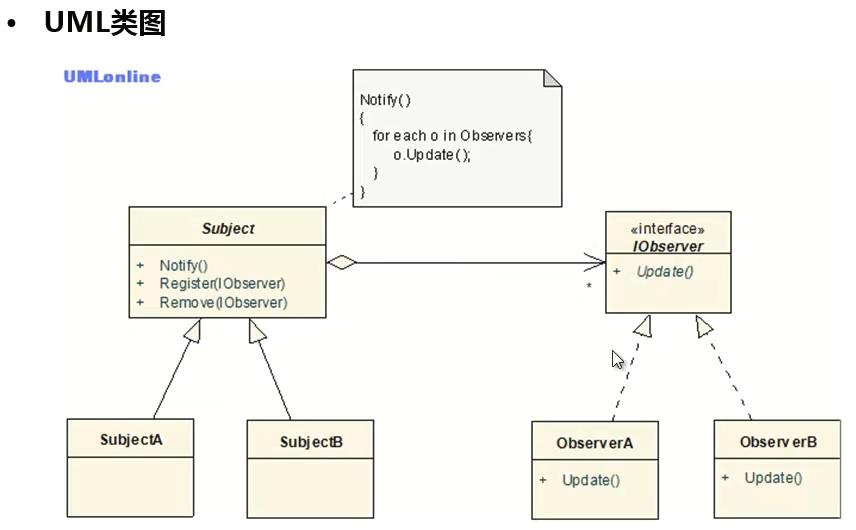 • UML类图
UMLonline
Notify()
{
for each o in Observers{
o.Update();
}
}
Subject
+ Notify()
+ Register(IObserver)
+ Remove(IObserver)
«interface»
IObserver
+ Update()
*
SubjectA
SubjectB
ObserverA
+ Update()
ObserverB
+ Update()